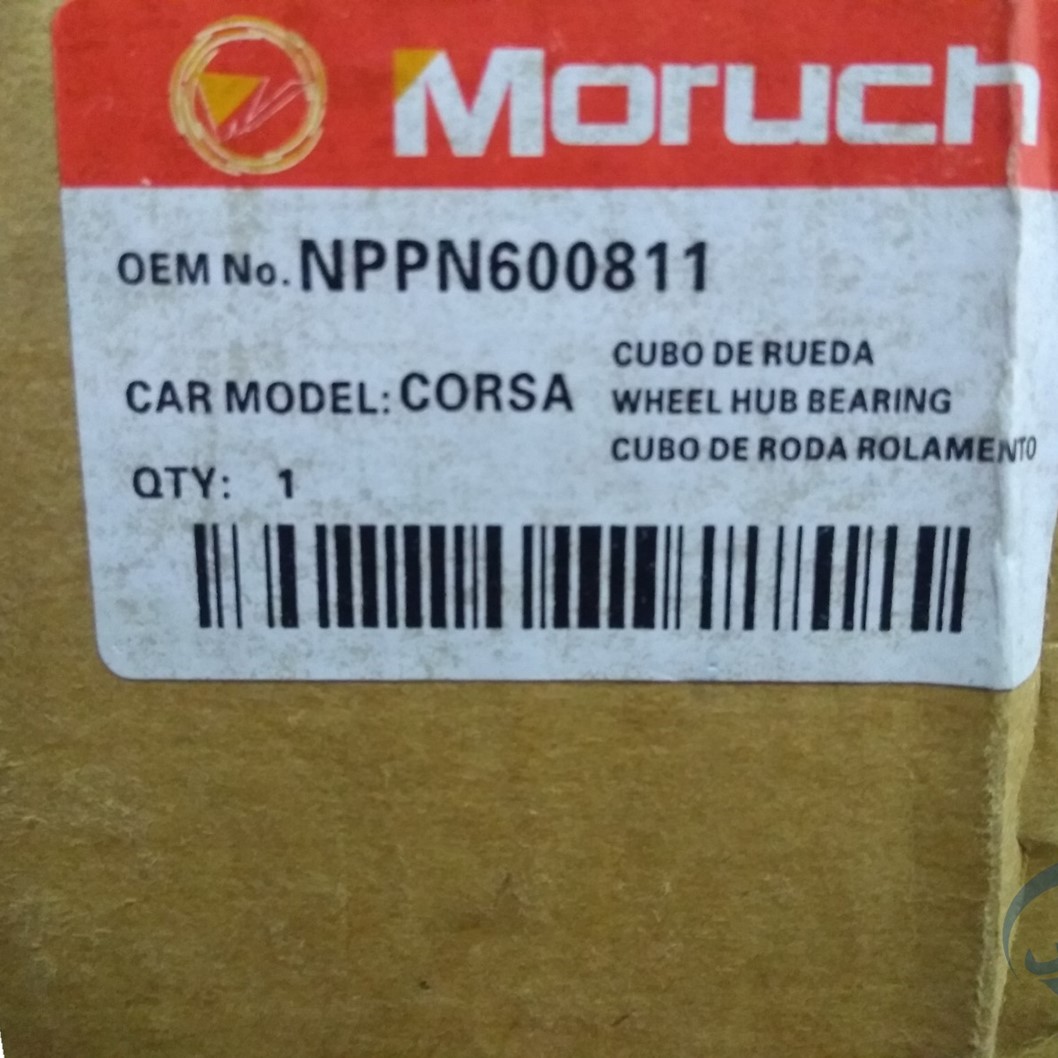 Moruch
OEM No. NPPN600811
CAR MODEL: CORSA
CUBO DE RUEDA
WHEEL HUB BEARING
CUBO DE RODA ROLAMENTO
QTY: 1